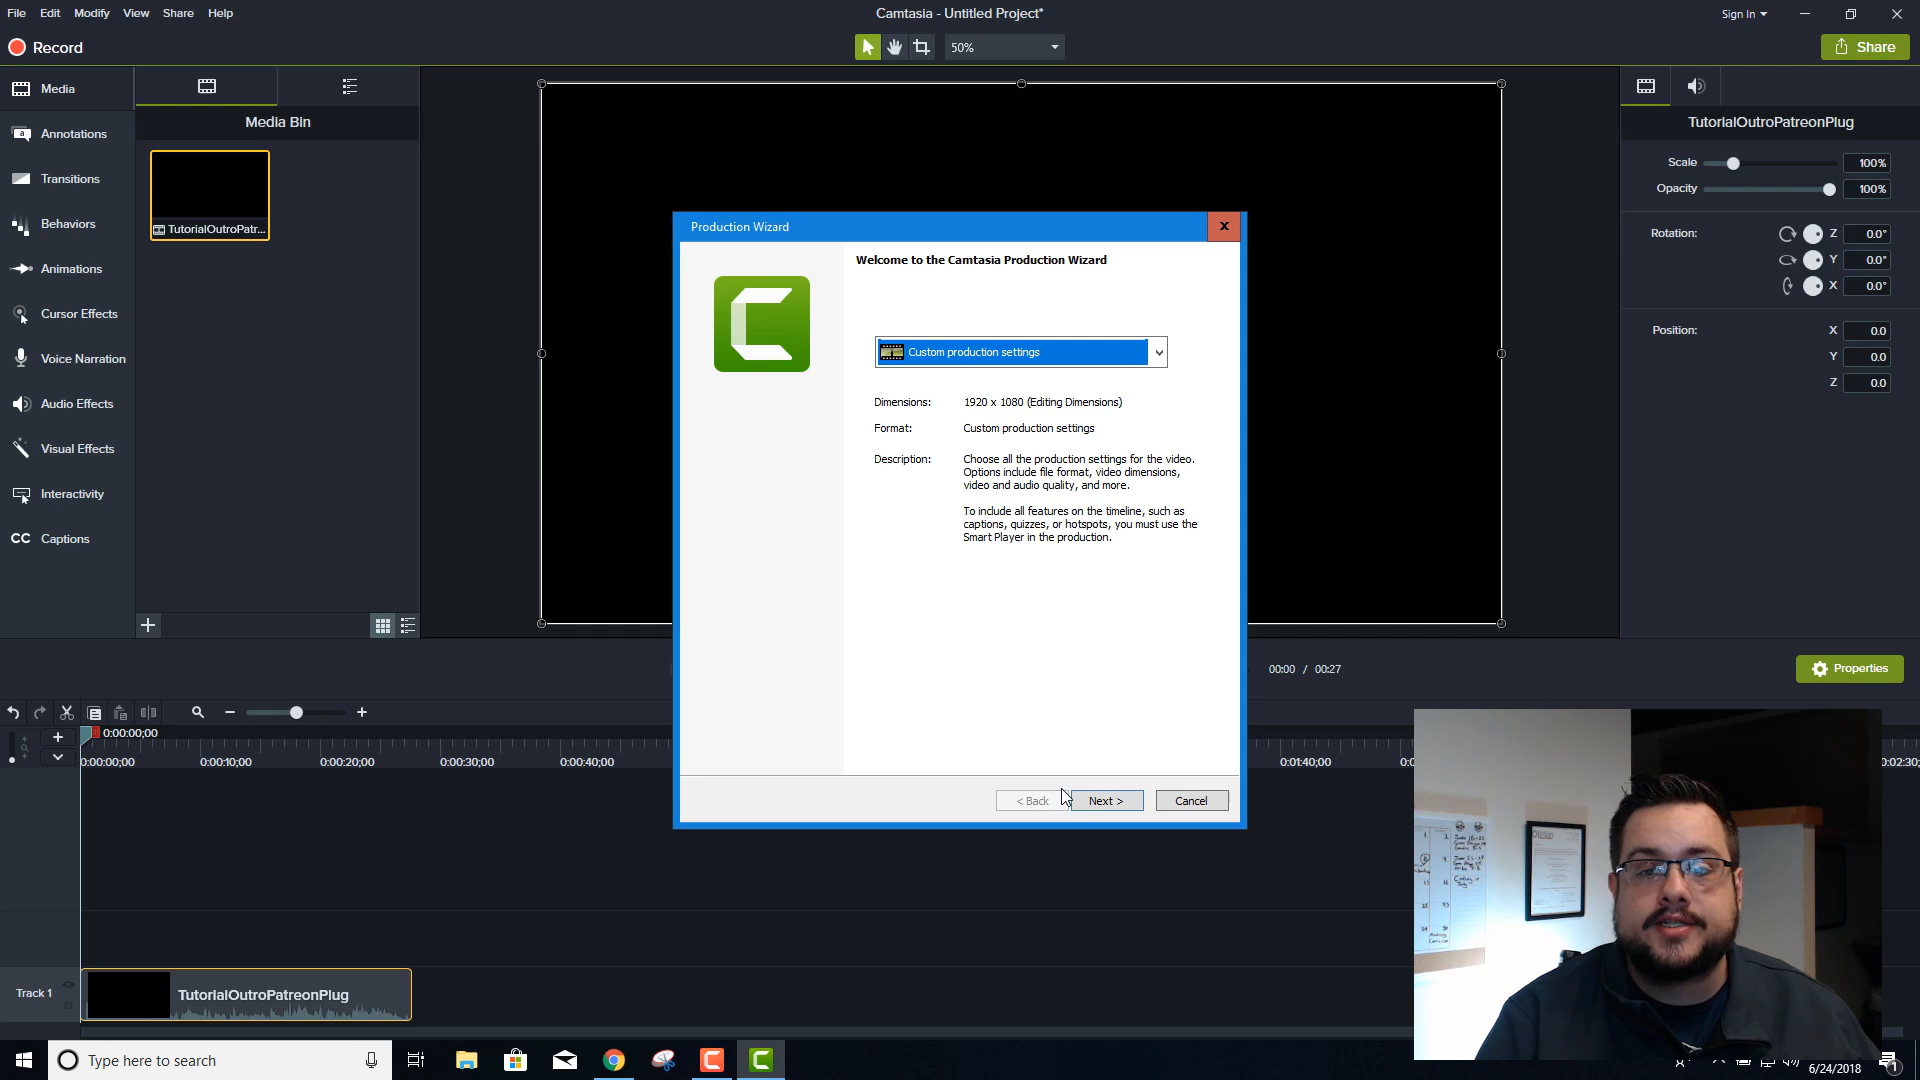 File Edit Modify View Share Help
Camtasia - Untitled Project*
Sign In
Record
50%
Share
Media
Annotations
Transitions
Behaviors
Animations
Cursor Effects
Voice Narration
Audio Effects
Visual Effects
Interactivity
CC Captions
Media Bin
TutorialOutroPatr...
Production Wizard
Welcome to the Camtasia Production Wizard
Custom production settings
Dimensions: 1920 x 1080 (Editing Dimensions)
Format: Custom production settings
Description: Choose all the production settings for the video.
Options include file format, video dimensions,
video and audio quality, and more.
To include all features on the timeline, such as
captions, quizzes, or hotspots, you must use the
Smart Player in the production.
< Back Next > Cancel
TutorialOutroPatreonPlug
Scale 100%
Opacity 100%
Rotation: Z 0.0°
Y 0.0°
X 0.0°
Position: X 0.0
Y 0.0
Z 0.0
00:00 / 00:27
Properties
0:00:00;00
0:00:00;00 0:00:10;00 0:00:20;00 0:00:30;00 0:00:40;00 0:01:40;00
Track 1
TutorialOutroPatreonPlug
Type here to search
6/24/2018
1